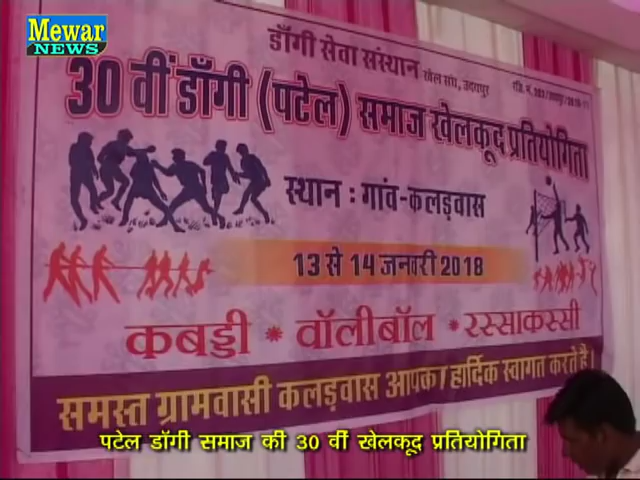 Mewar
NEWS
डाँगी सेवा संस्थान
खेल संघ, उदयपुर
30 वीं डाँगी (पटेल) समाज खेलकूद प्रतियोगिता
स्थान : गांव-कलड़वास
13 से 14 जनवरी 2018
कबड्डी * वॉलीबॉल * रस्साकस्सी
समस्त ग्रामवासी कलड़वास आपका हार्दिक स्वागत करते है।
पटेल डॉगी समाज की 30 वीं खेलकूद प्रतियोगिता